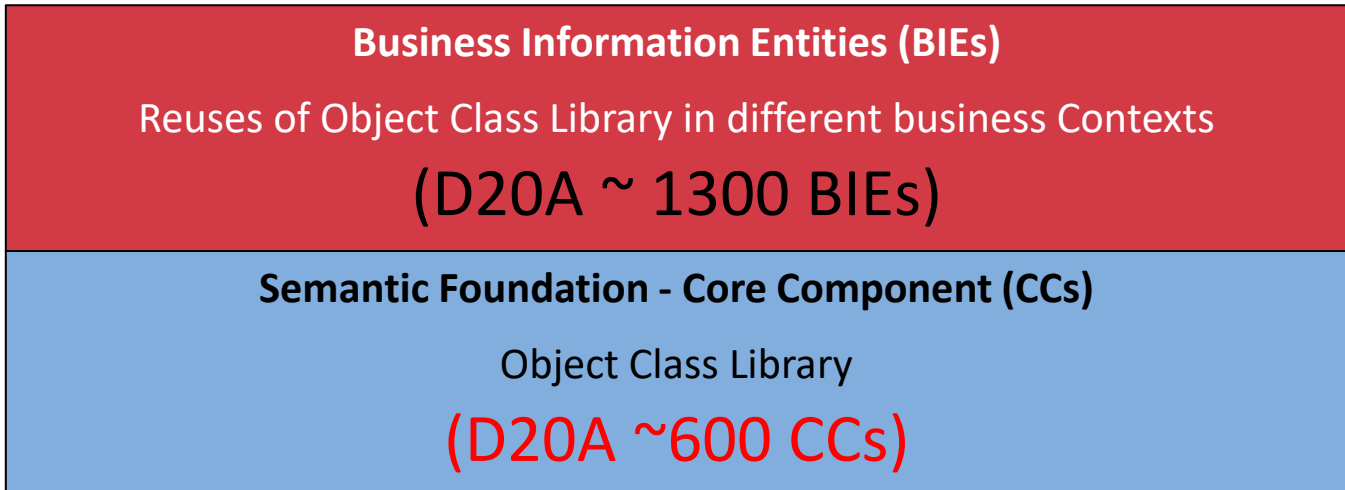 Business Information Entities (BIEs)
Reuses of Object Class Library in different business Contexts
(D20A ~ 1300 BIEs)
Semantic Foundation - Core Component (CCs)
Object Class Library
(D20A ~600 CCs)